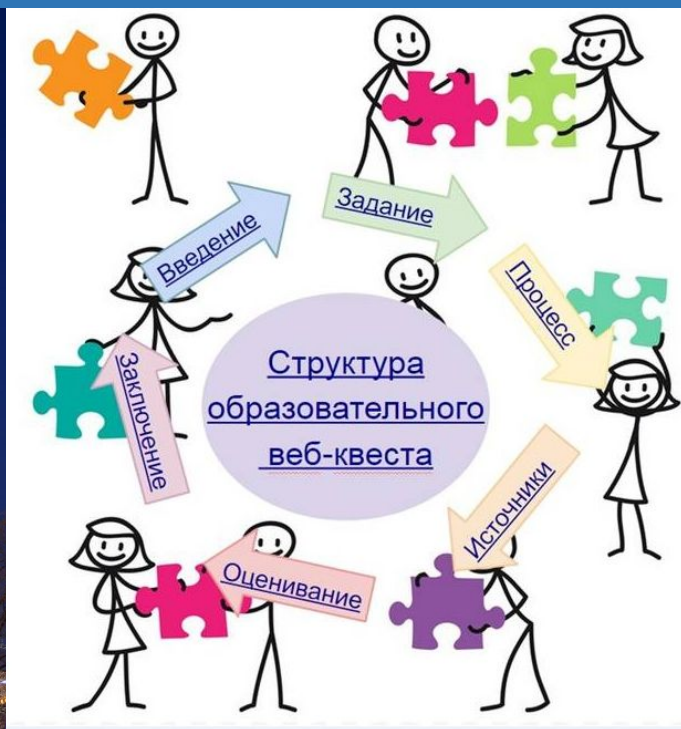 Введение
Задание
Процесс
Источники
Оценивание
Заключение
Структура
образовательного
веб-квеста